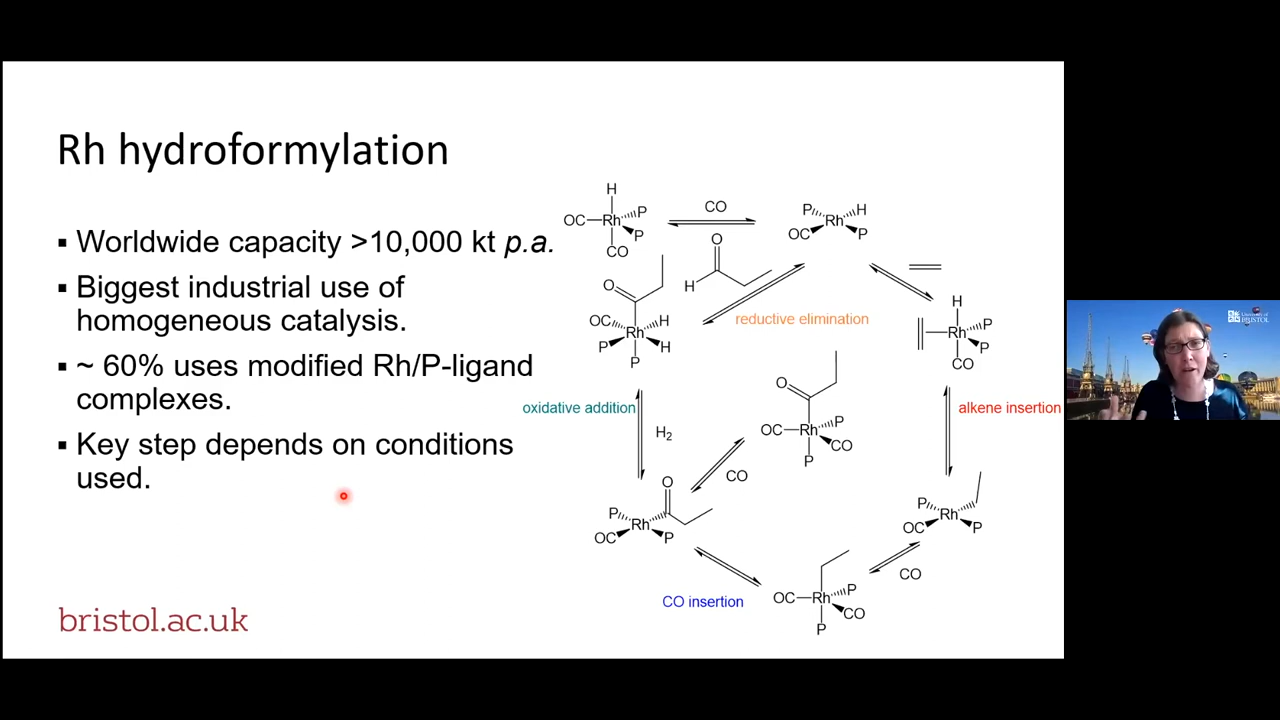 Rh hydroformylation
▪ Worldwide capacity >10,000 kt p.a.
▪ Biggest industrial use of
homogeneous catalysis.
▪ ~ 60% uses modified Rh/P-ligand
complexes.
▪ Key step depends on conditions
used.
bristol.ac.uk
H
OC Rh P
P
CO
CO
P Rh H
OC P
O
H
reductive elimination
H
Rh P
P
CO
alkene insertion
P Rh
OC P
CO
OC Rh P
CO
P
CO insertion
O
P Rh
OC P
CO
O
OC Rh P
CO
P
H2
oxidative addition
O
OC Rh H
P H
P
University of
BRISTOL